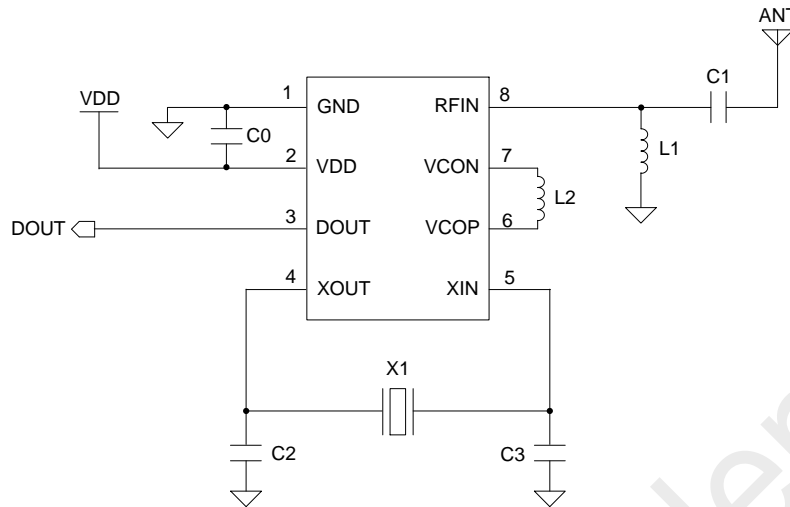 ANT
C1
VDD
1
GND
RFIN
8
C0
L1
2
VDD
VCON
7
L2
3
DOUT
DOUT
VCOP
6
4
XOUT
XIN
5
X1
C2
C3